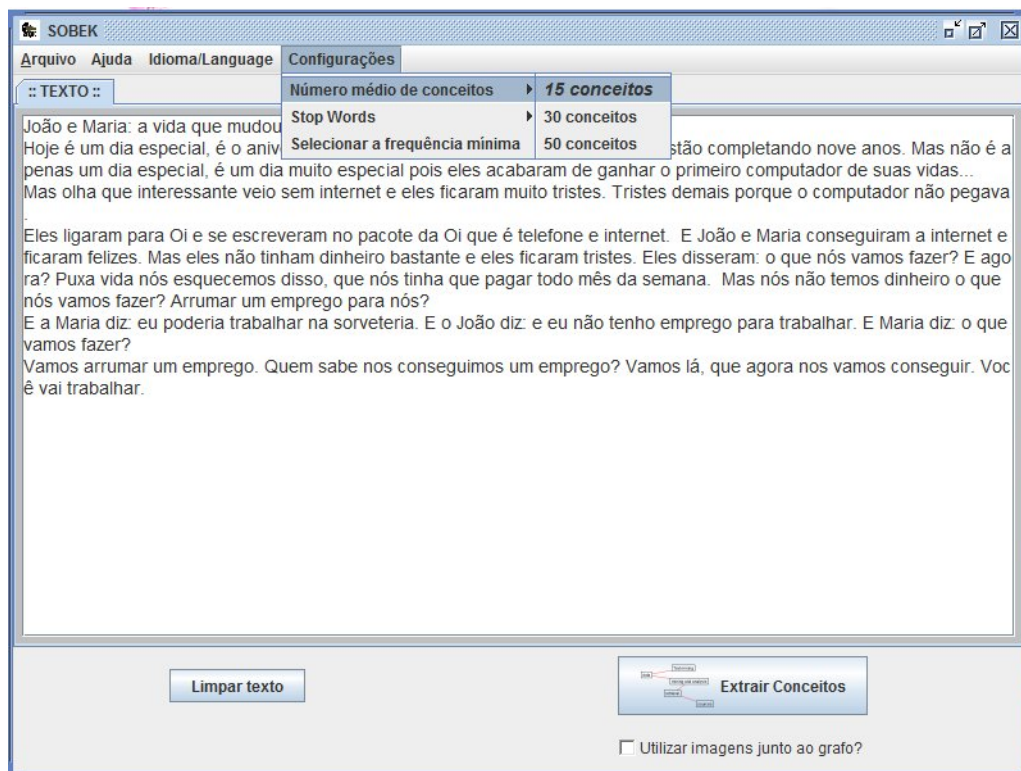 SOBEK
Arquivo Ajuda Idioma/Language Configurações
:: TEXTO ::
Número médio de conceitos
Stop Words
Selecionar a frequência mínima
15 conceitos
30 conceitos
50 conceitos
João e Maria: a vida que mudou
Hoje é um dia especial, é o aniv stão completando nove anos. Mas não é a
penas um dia especial, é um dia muito especial pois eles acabaram de ganhar o primeiro computador de suas vidas...
Mas olha que interessante veio sem internet e eles ficaram muito tristes. Tristes demais porque o computador não pegava
.
Eles ligaram para Oi e se escreveram no pacote da Oi que é telefone e internet. E João e Maria conseguiram a internet e
ficaram felizes. Mas eles não tinham dinheiro bastante e eles ficaram tristes. Eles disseram: o que nós vamos fazer? E ago
ra? Puxa vida nós esquecemos disso, que nós tinha que pagar todo mês da semana. Mas nós não temos dinheiro o que
nós vamos fazer? Arrumar um emprego para nós?
E a Maria diz: eu poderia trabalhar na sorveteria. E o João diz: e eu não tenho emprego para trabalhar. E Maria diz: o que
vamos fazer?
Vamos arrumar um emprego. Quem sabe nos conseguimos um emprego? Vamos lá, que agora nos vamos conseguir. Voc
ê vai trabalhar.
Limpar texto
Extrair Conceitos
Utilizar imagens junto ao grafo?